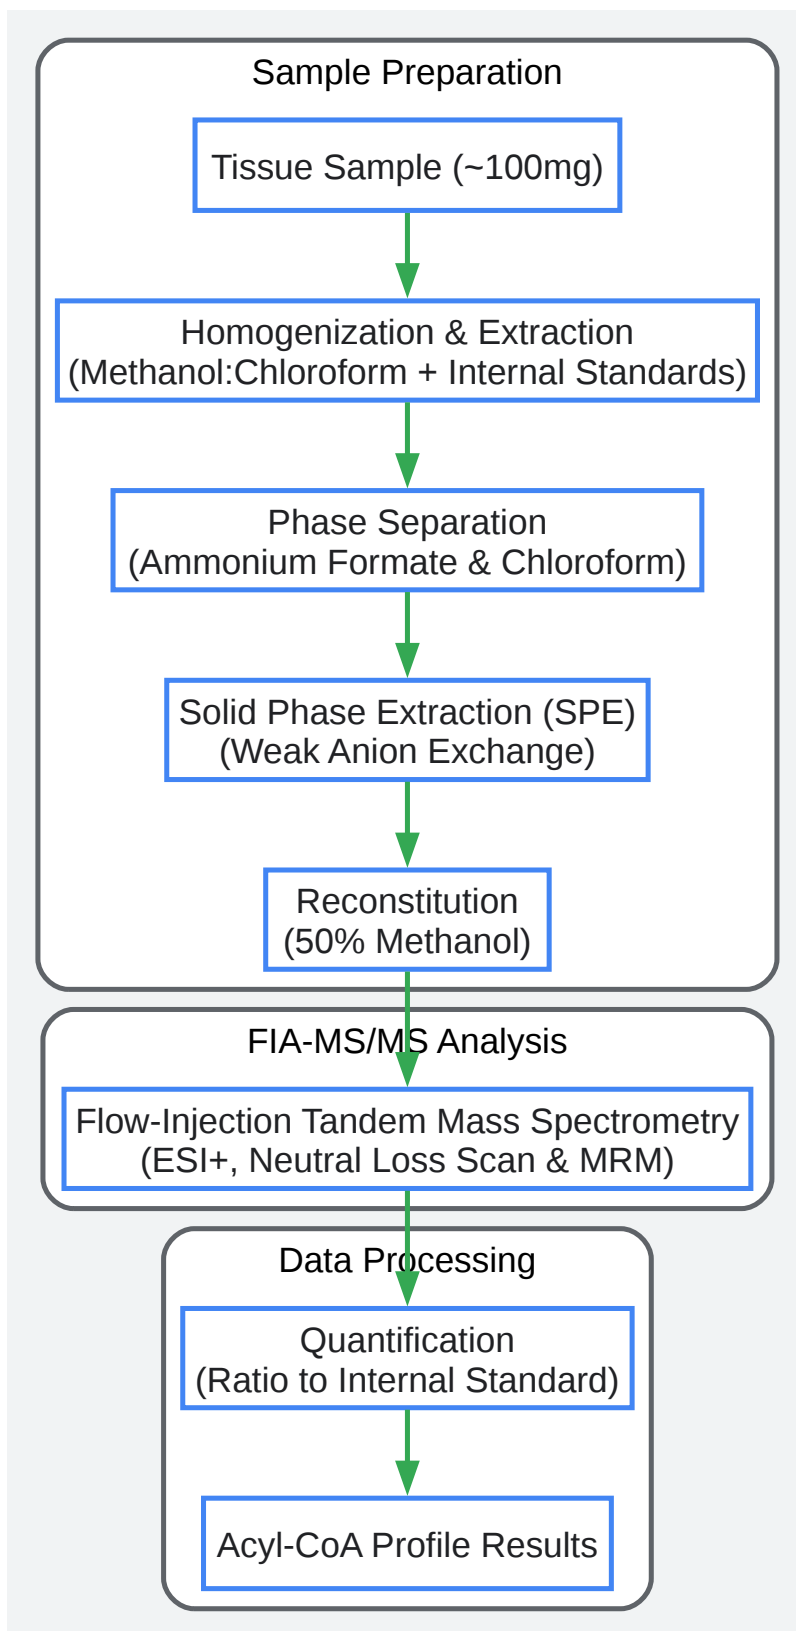 Sample Preparation
Tissue Sample (~100mg)
Homogenization & Extraction
(Methanol:Chloroform + Internal Standards)
Phase Separation
(Ammonium Formate & Chloroform)
Solid Phase Extraction (SPE)
(Weak Anion Exchange)
Reconstitution
(50% Methanol)
FIA-MS/MS Analysis
Flow-Injection Tandem Mass Spectrometry
(ESI+, Neutral Loss Scan & MRM)
Data Processing
Quantification
(Ratio to Internal Standard)
Acyl-CoA Profile Results